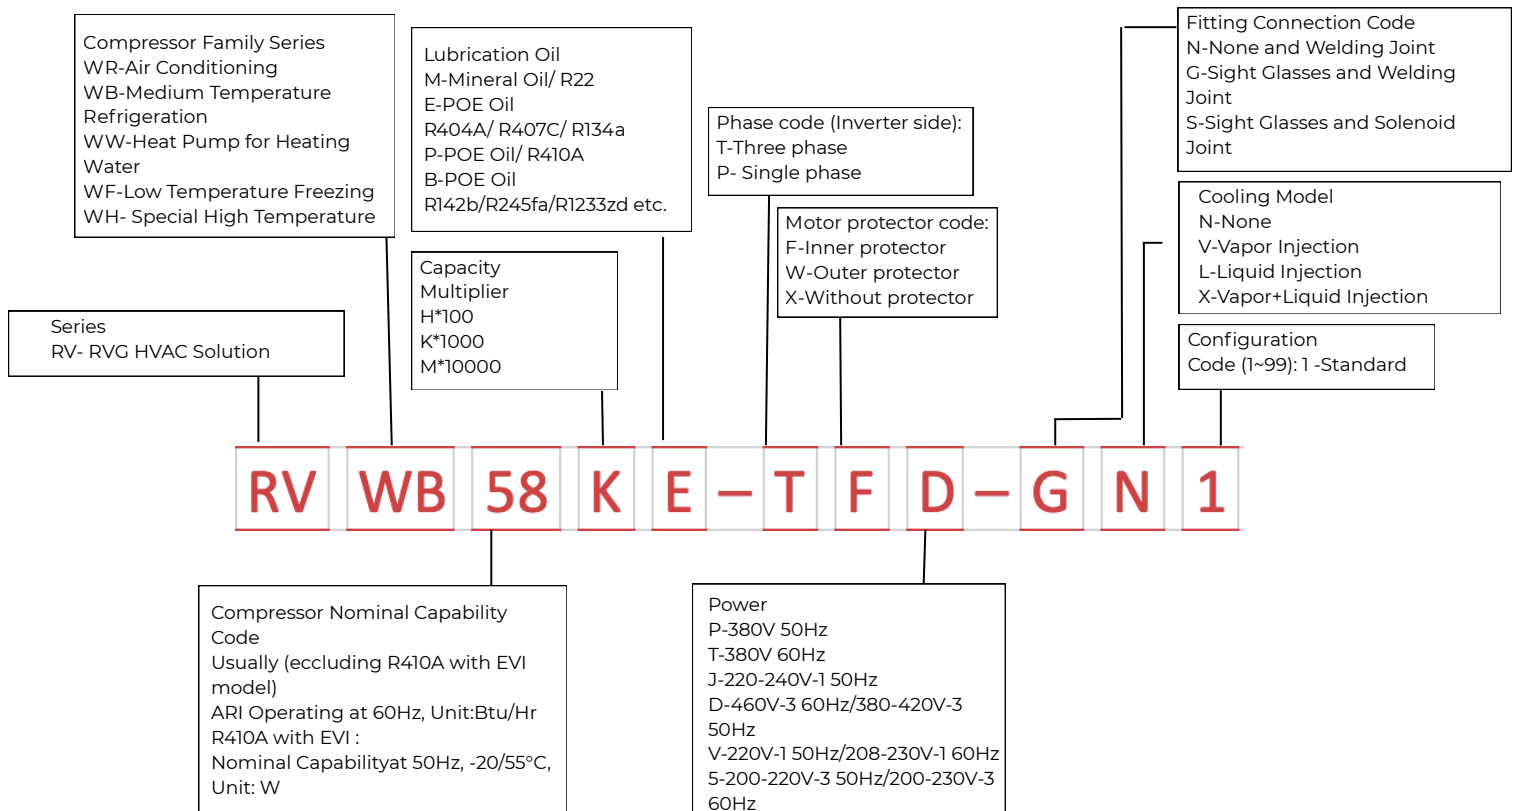 Compressor Family Series
WR-Air Conditioning
WB-Medium Temperature
Refrigeration
WW-Heat Pump for Heating
Water
WF-Low Temperature Freezing
WH- Special High Temperature
Lubrication Oil
M-Mineral Oil/ R22
E-POE Oil
R404A/ R407C/ R134a
P-POE Oil/ R410A
B-POE Oil
R142b/R245fa/R1233zd etc.
Phase code (Inverter side):
T-Three phase
P- Single phase
Fitting Connection Code
N-None and Welding Joint
G-Sight Glasses and Welding
Joint
S-Sight Glasses and Solenoid
Joint
Motor protector code:
F-Inner protector
W-Outer protector
X-Without protector
Cooling Model
N-None
V-Vapor Injection
L-Liquid Injection
X-Vapor+Liquid Injection
Capacity
Multiplier
H*100
K*1000
M*10000
Series
RV- RVG HVAC Solution
Configuration
Code (1~99): 1 -Standard
RV WB 58 K E – T F D – G N 1
Compressor Nominal Capability
Code
Usually (eccluding R410A with EVI
model)
ARI Operating at 60Hz, Unit:Btu/Hr
R410A with EVI :
Nominal Capabilityat 50Hz, -20/55°C,
Unit: W
Power
P-380V 50Hz
T-380V 60Hz
J-220-240V-1 50Hz
D-460V-3 60Hz/380-420V-3
50Hz
V-220V-1 50Hz/208-230V-1 60Hz
5-200-220V-3 50Hz/200-230V-3
60Hz